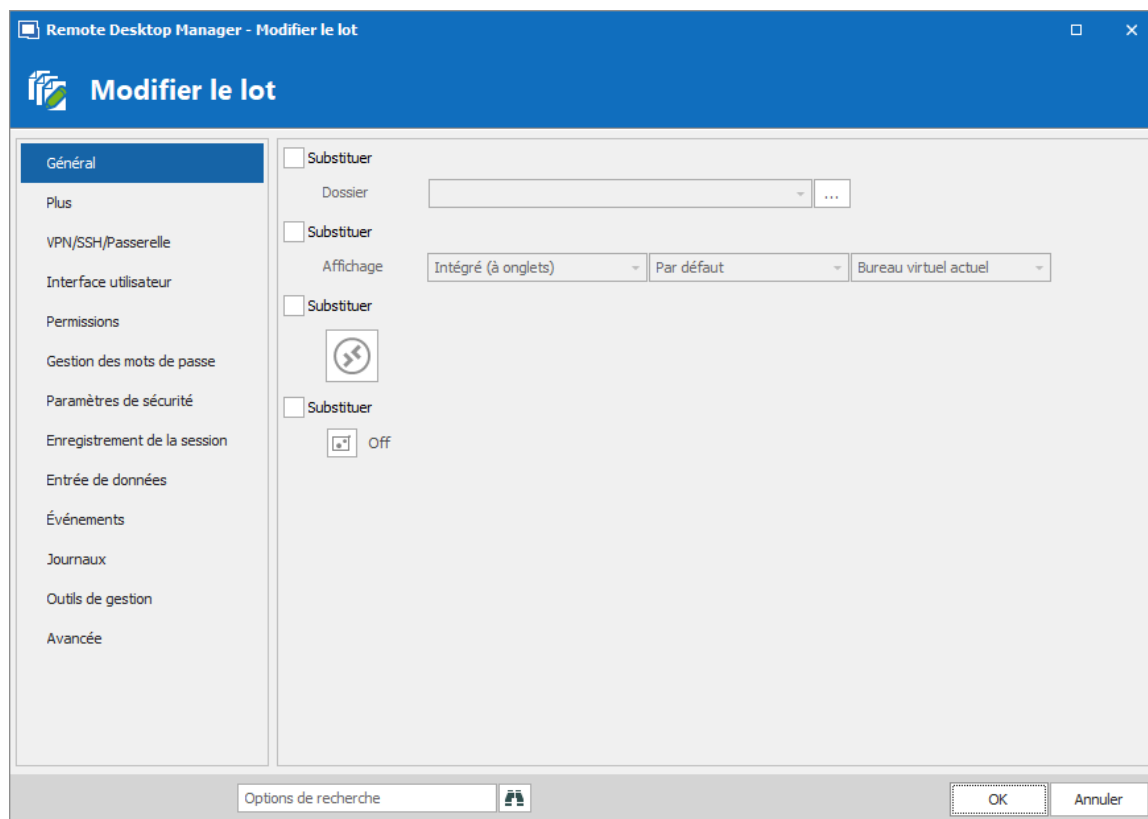 Remote Desktop Manager - Modifier le lot
Modifier le lot
Général
Plus
VPN/SSH/Passerelle
Interface utilisateur
Permissions
Gestion des mots de passe
Paramètres de sécurité
Enregistrement de la session
Entrée de données
Événements
Journaux
Outils de gestion
Avancée
Substituer
Dossier
...
Substituer
Affichage Intégré (à onglets) Par défaut Bureau virtuel actuel
Substituer
Substituer
Off
Options de recherche
OK Annuler